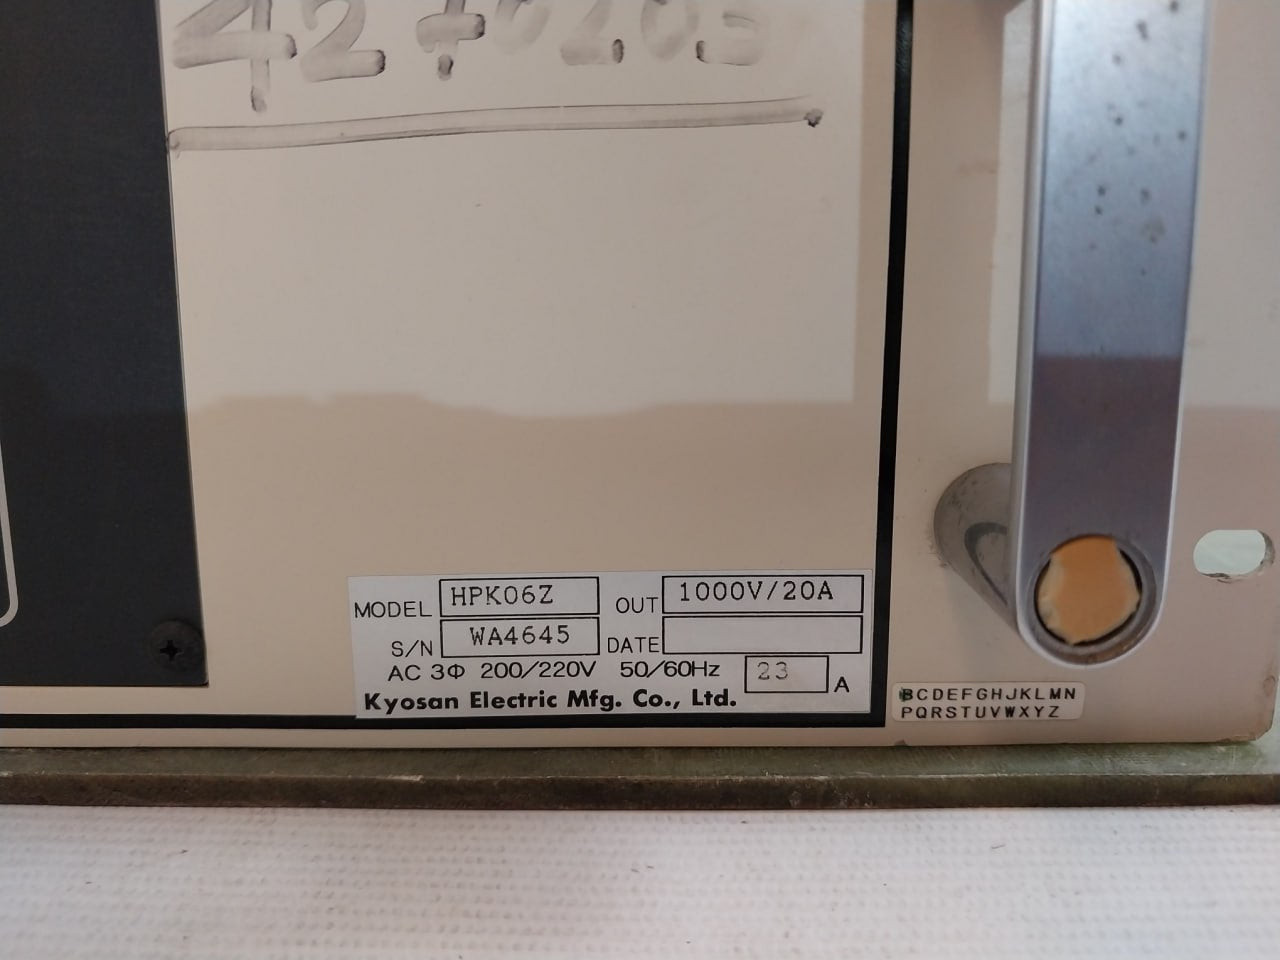 MODEL HPK06Z OUT 1000V/20A
S/N WA4645 DATE
AC 3Φ 200/220V 50/60Hz 23 A
Kyosan Electric Mfg. Co., Ltd.
BCDEFGHJKLMN
PQRSTUVWXYZ